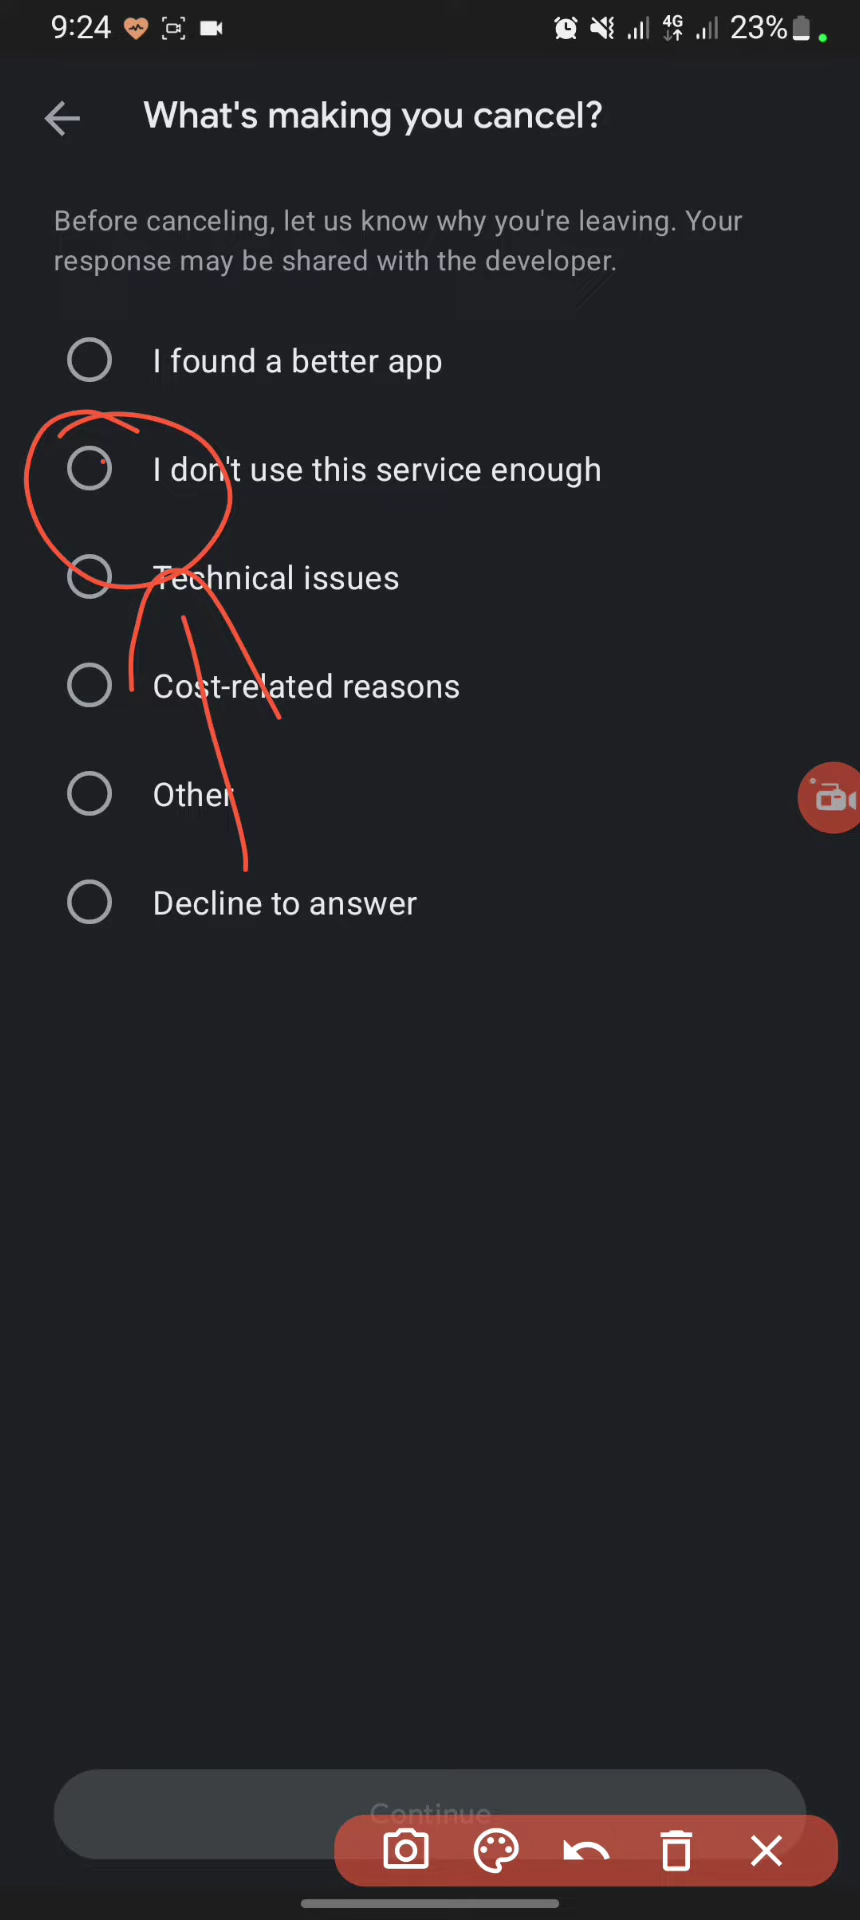 9:24 4G 23%
What's making you cancel?
Before canceling, let us know why you're leaving. Your
response may be shared with the developer.
I found a better app
I don't use this service enough
Technical issues
Cost-related reasons
Other
Decline to answer
Continue